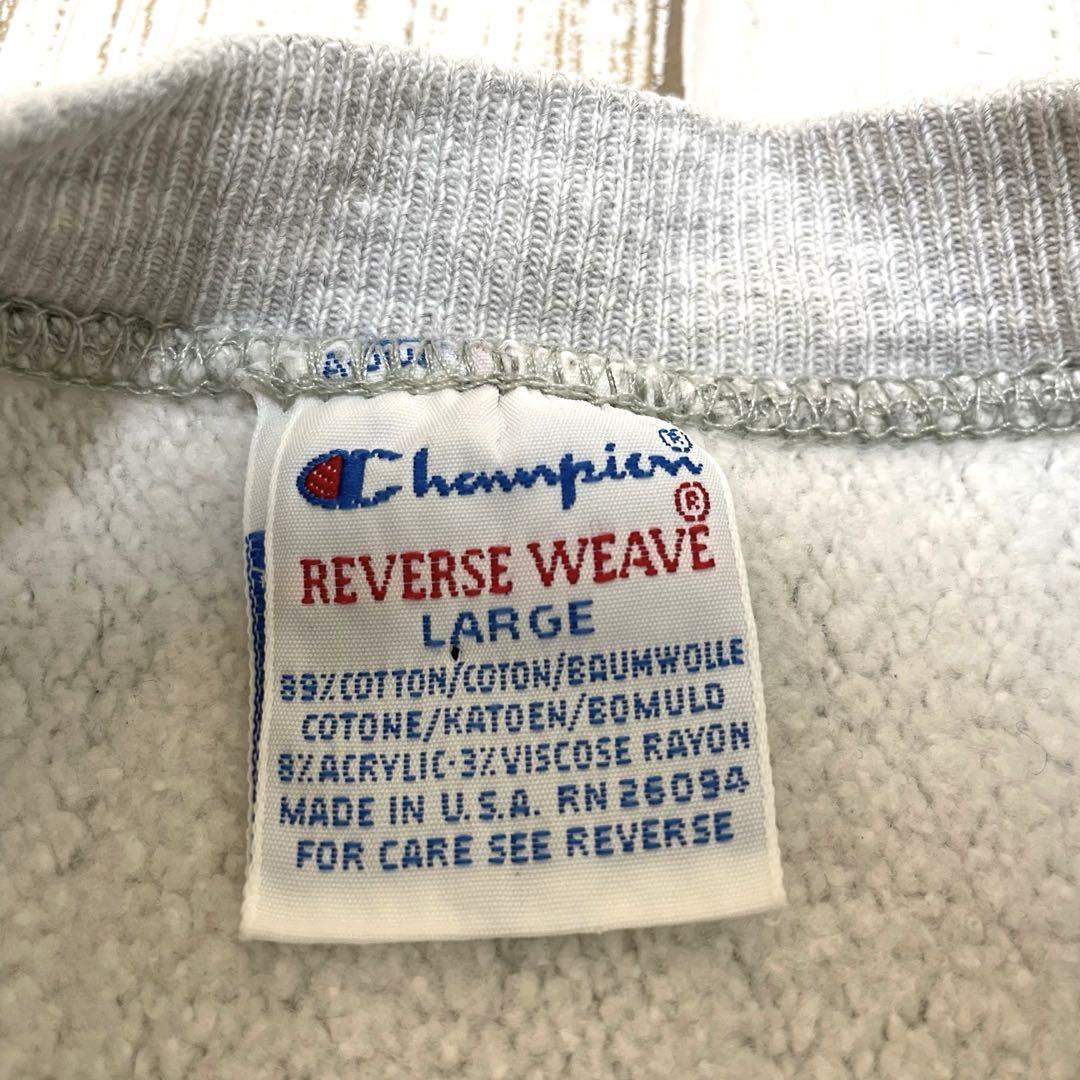 Champion®
REVERSE WEAVE®
LARGE
89% COTTON/COTON/BAUMWOLLE
COTONE/KATOEN/BOMULD
8% ACRYLIC·3% VISCOSE RAYON
MADE IN U.S.A. RN 26094
FOR CARE SEE REVERSE